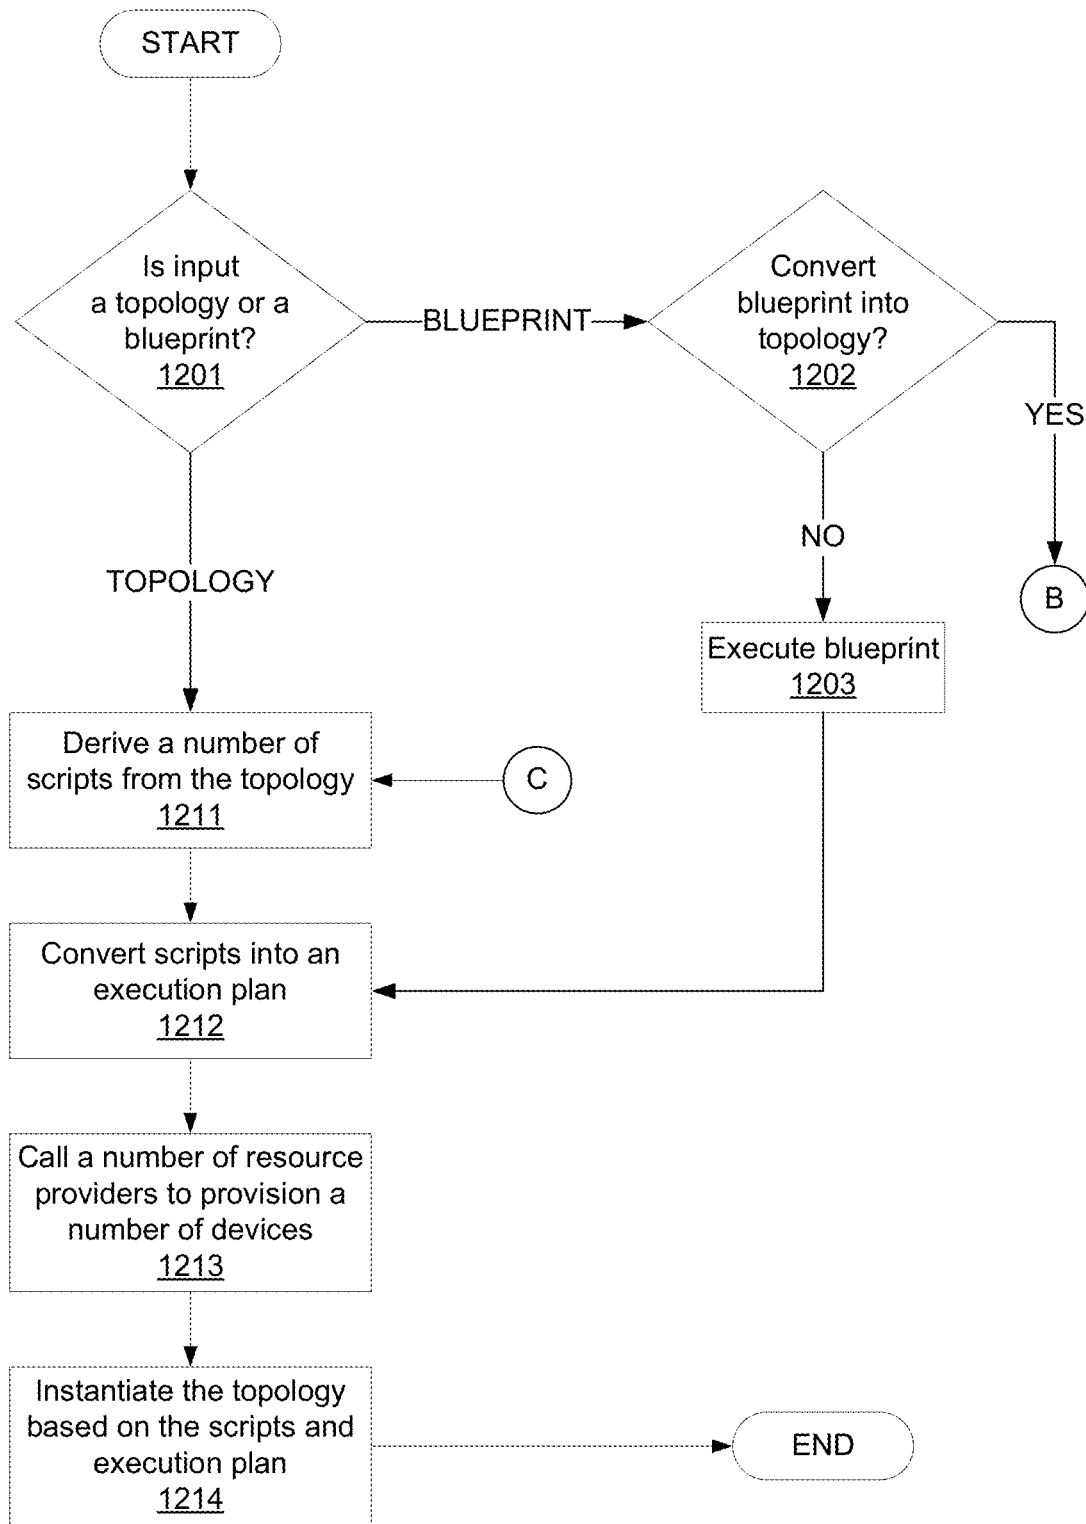 START
Is input
a topology or a
blueprint?
1201
BLUEPRINT
Convert
blueprint into
topology?
1202
YES
NO
B
TOPOLOGY
Execute blueprint
1203
Derive a number of
scripts from the topology
1211
C
Convert scripts into an
execution plan
1212
Call a number of resource
providers to provision a
number of devices
1213
Instantiate the topology
based on the scripts and
execution plan
1214
END